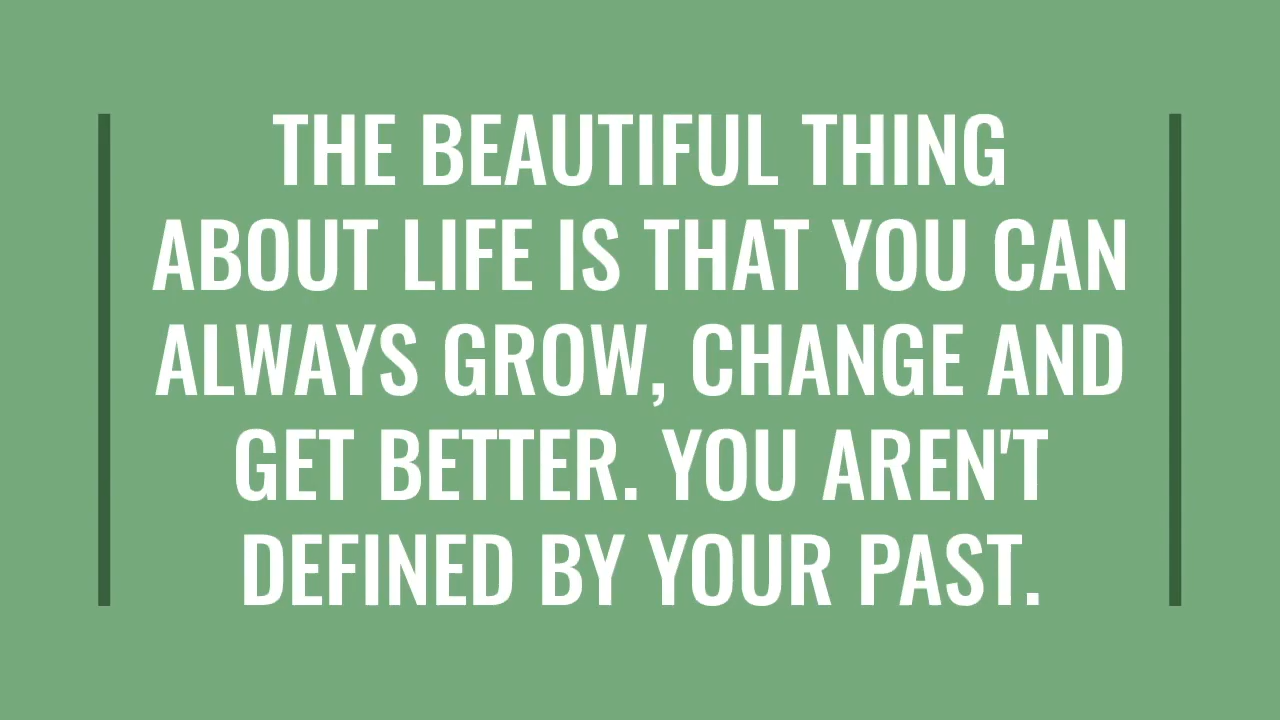 THE BEAUTIFUL THING
ABOUT LIFE IS THAT YOU CAN
ALWAYS GROW, CHANGE AND
GET BETTER. YOU AREN'T
DEFINED BY YOUR PAST.